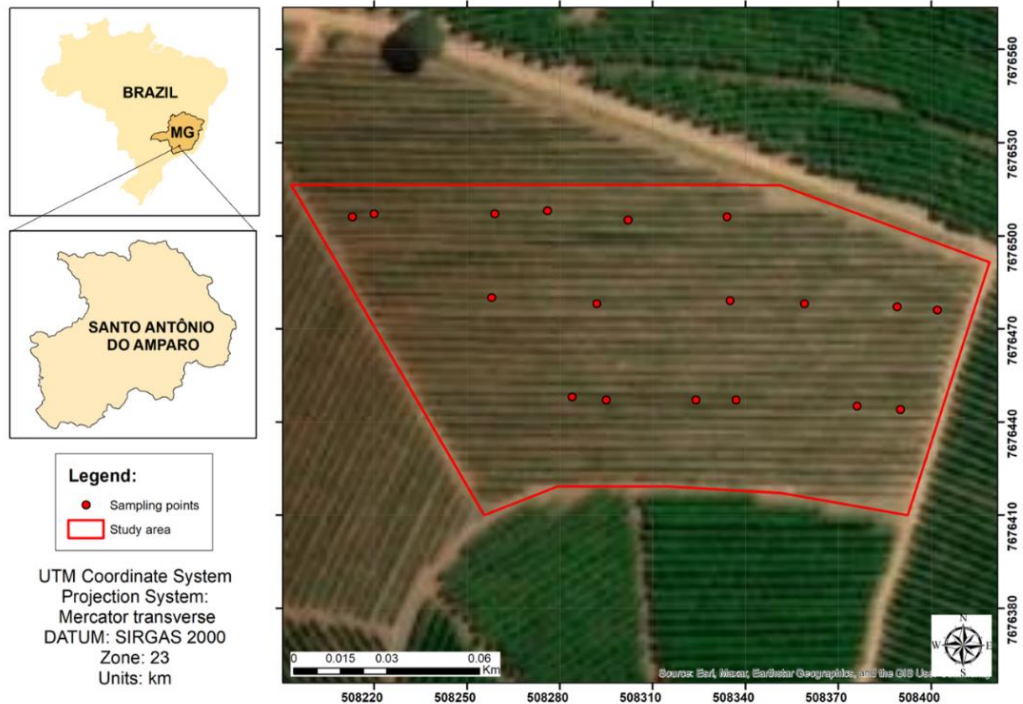 BRAZIL
MG
SANTO ANTÔNIO
DO AMPARO
Legend:
Sampling points
Study area
UTM Coordinate System
Projection System:
Mercator transverse
DATUM: SIRGAS 2000
Zone: 23
Units: km
7676560
7676530
7676500
7676470
7676440
7676410
7676380
N
W E
S
0 0.015 0.03 0.06
Km
Source: Esri, Maxar, Earthstar Geographics, and the GIS
508220 508250 508280 508310 508340 508370 508400